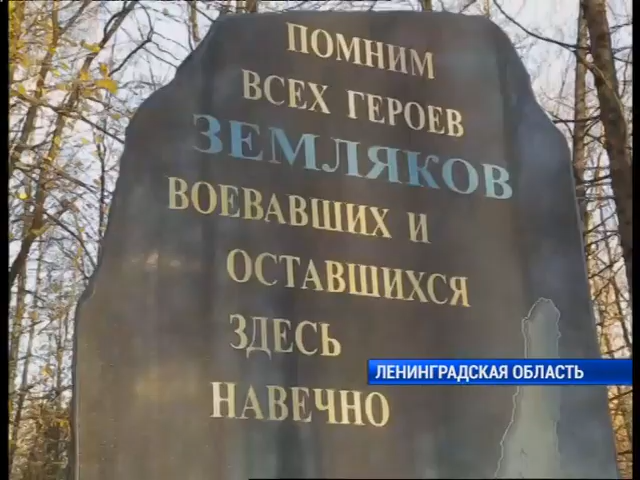 ПОМНИМ
ВСЕХ ГЕРОЕВ
ЗЕМЛЯКОВ
ВОЕВАВШИХ И
ОСТАВШИХСЯ
ЗДЕСЬ
НАВЕЧНО
ЛЕНИНГРАДСКАЯ ОБЛАСТЬ